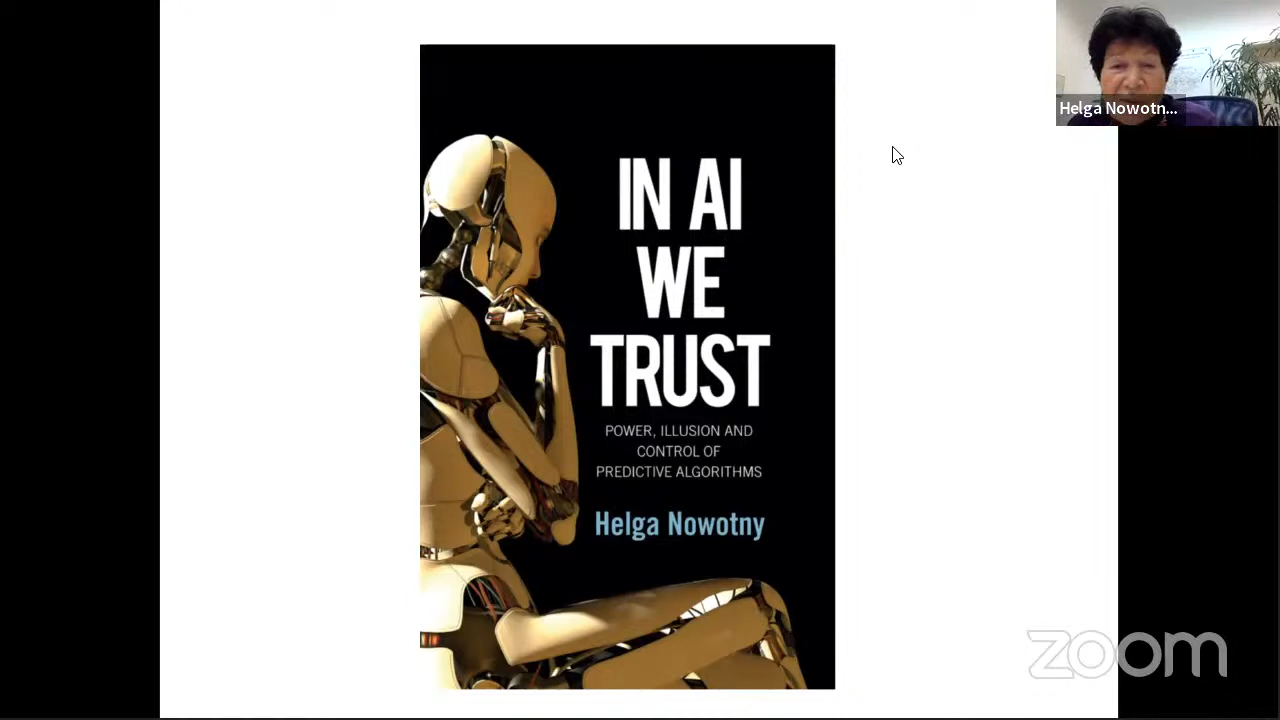 Helga Nowotn...
IN AI
WE
TRUST
POWER, ILLUSION AND
CONTROL OF
PREDICTIVE ALGORITHMS
Helga Nowotny
zoom